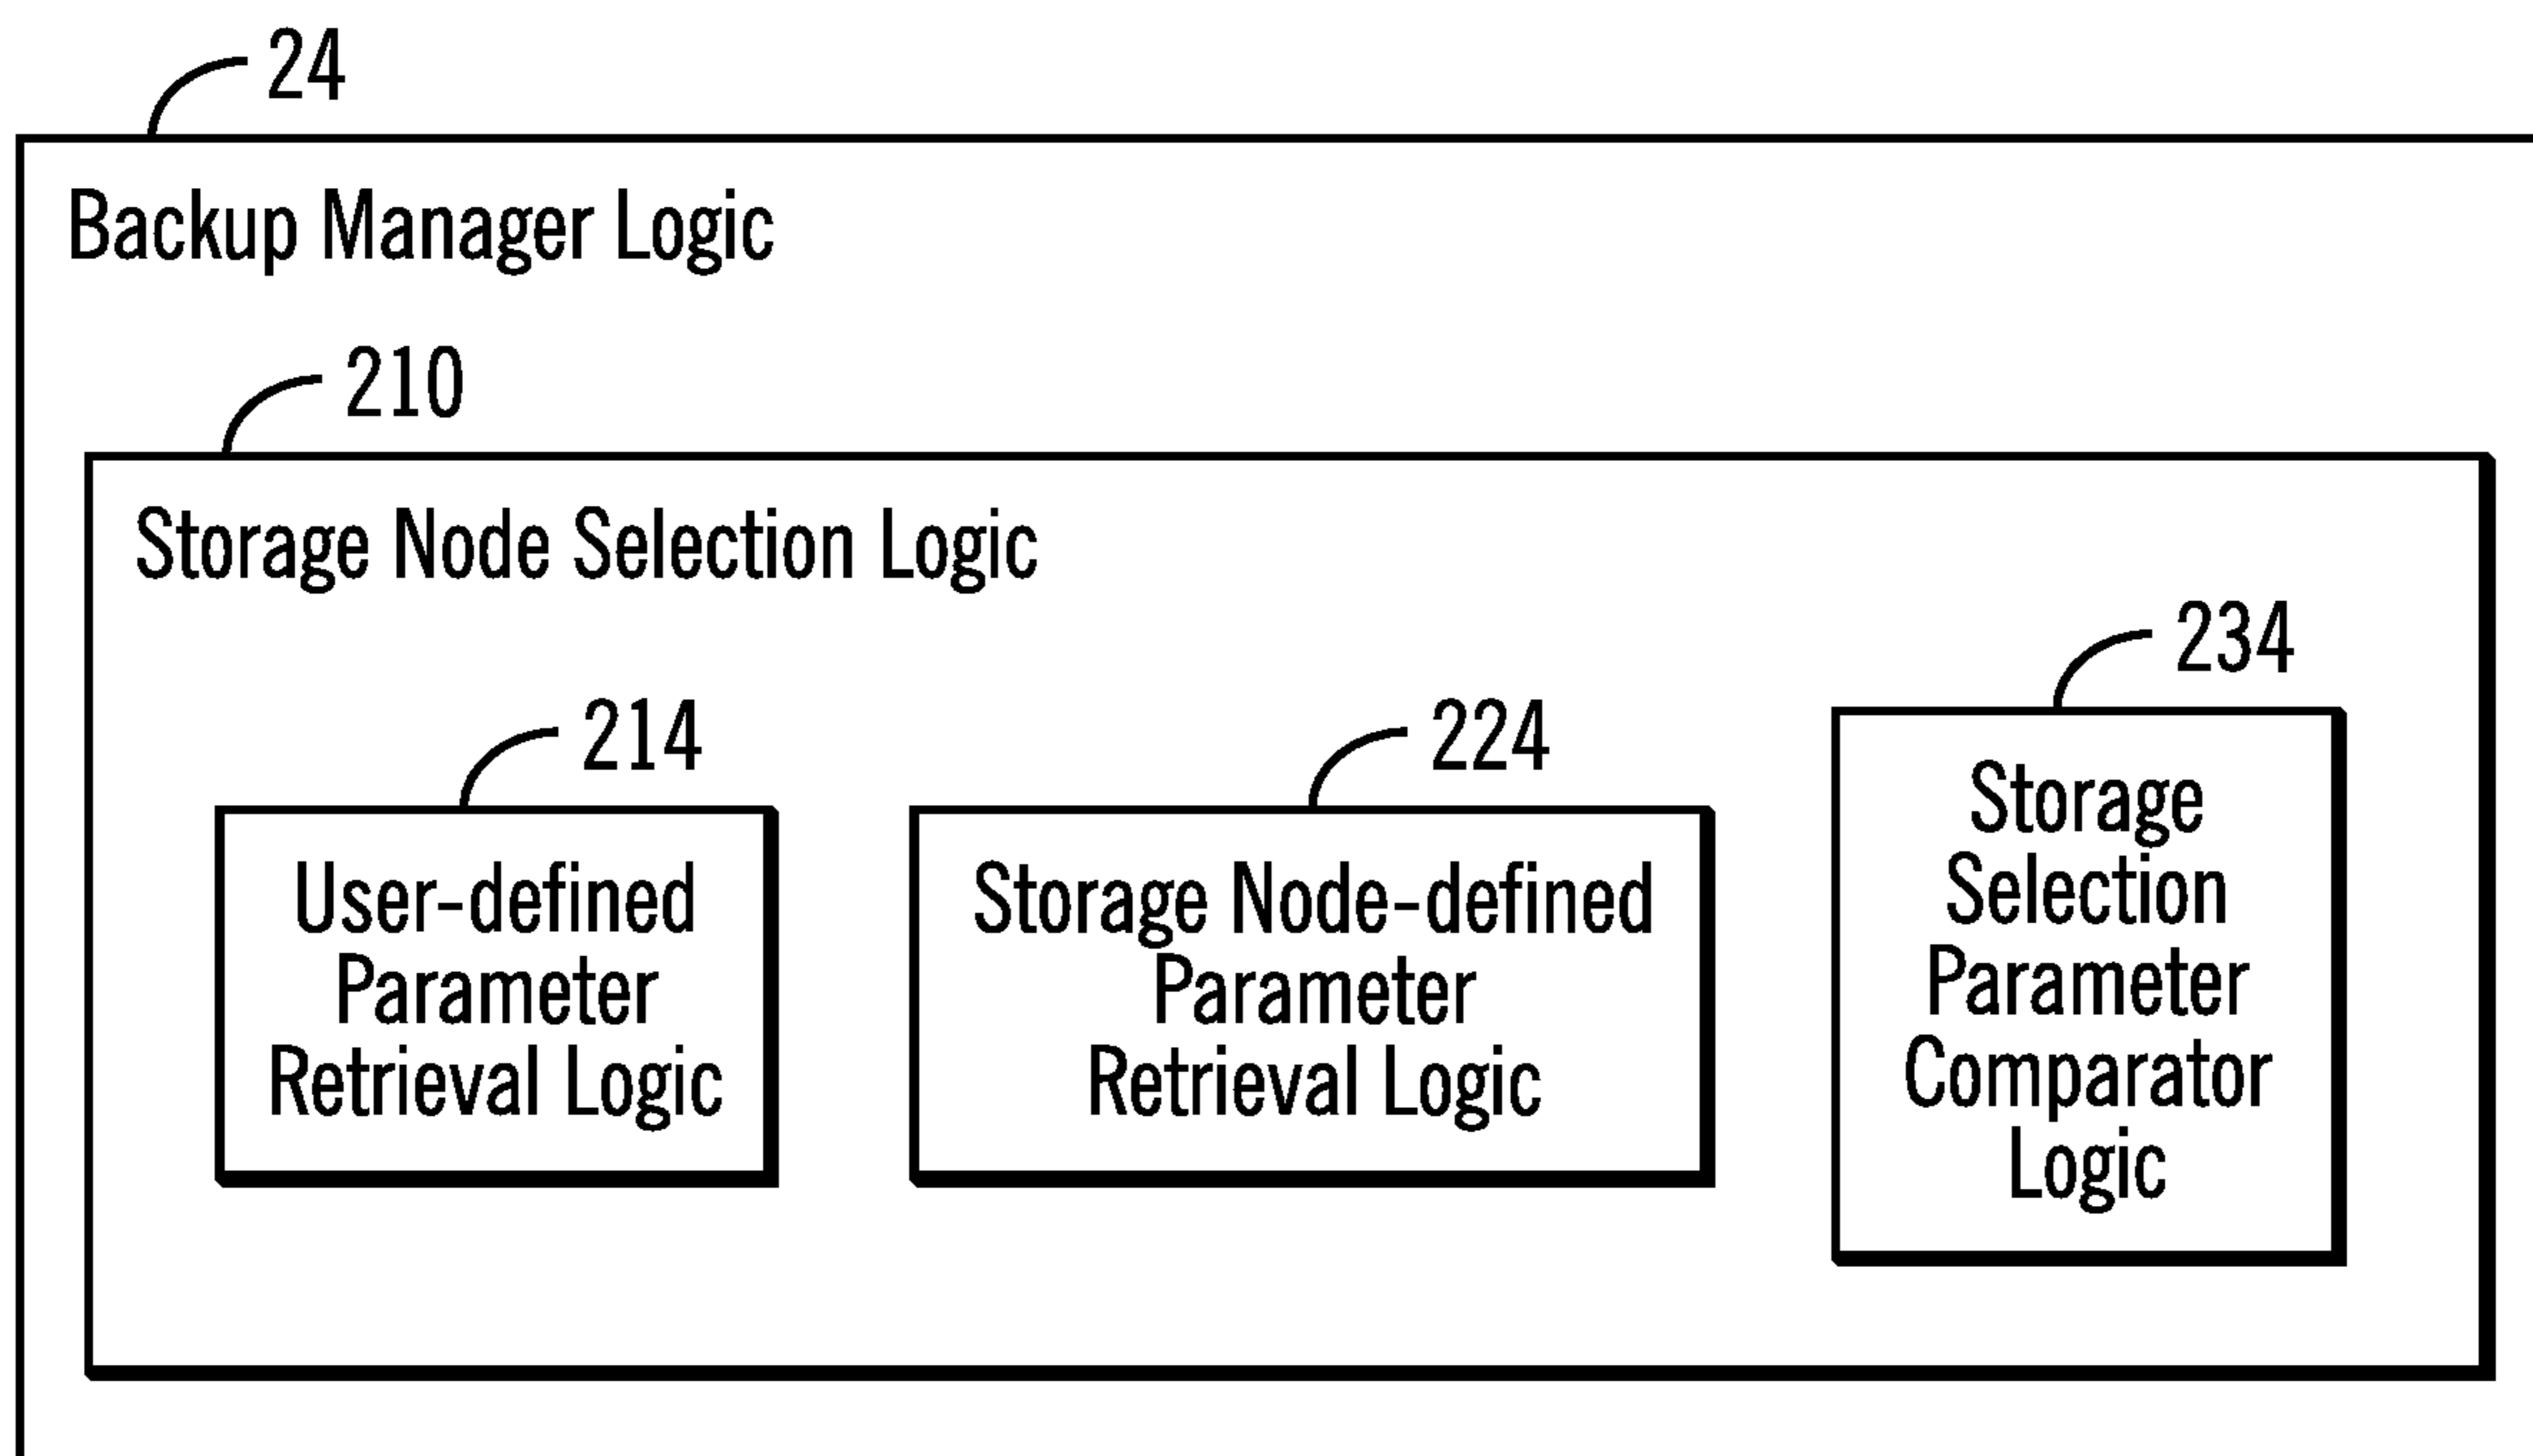 24
Backup Manager Logic
210
Storage Node Selection Logic
214
User-defined
Parameter
Retrieval Logic
224
Storage Node-defined
Parameter
Retrieval Logic
234
Storage
Selection
Parameter
Comparator
Logic